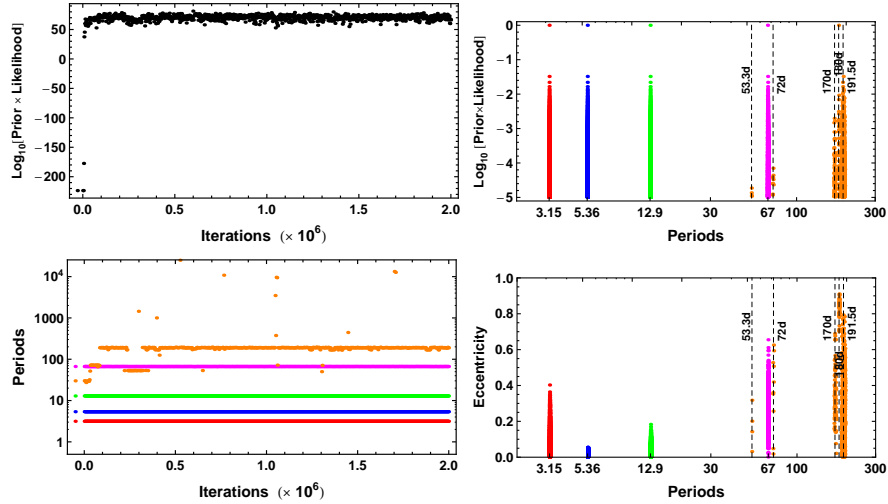 Log10[Prior × Likelihood]
50
0
−50
−100
−150
−200
0.0 0.5 1.0 1.5 2.0
Iterations (× 10^6)
Log10 [Prior×Likelihood]
0
−1
−2
−3
−4
−5
53.3d
72d
170d
180d
191.5d
3.15 5.36 12.9 30 67 100 300
Periods
Periods
10^4
1000
100
10
1
0.0 0.5 1.0 1.5 2.0
Iterations (× 10^6)
Eccentricity
1.0
0.8
0.6
0.4
0.2
0.0
53.3d
72d
170d
180d
191.5d
3.15 5.36 12.9 30 67 100 300
Periods